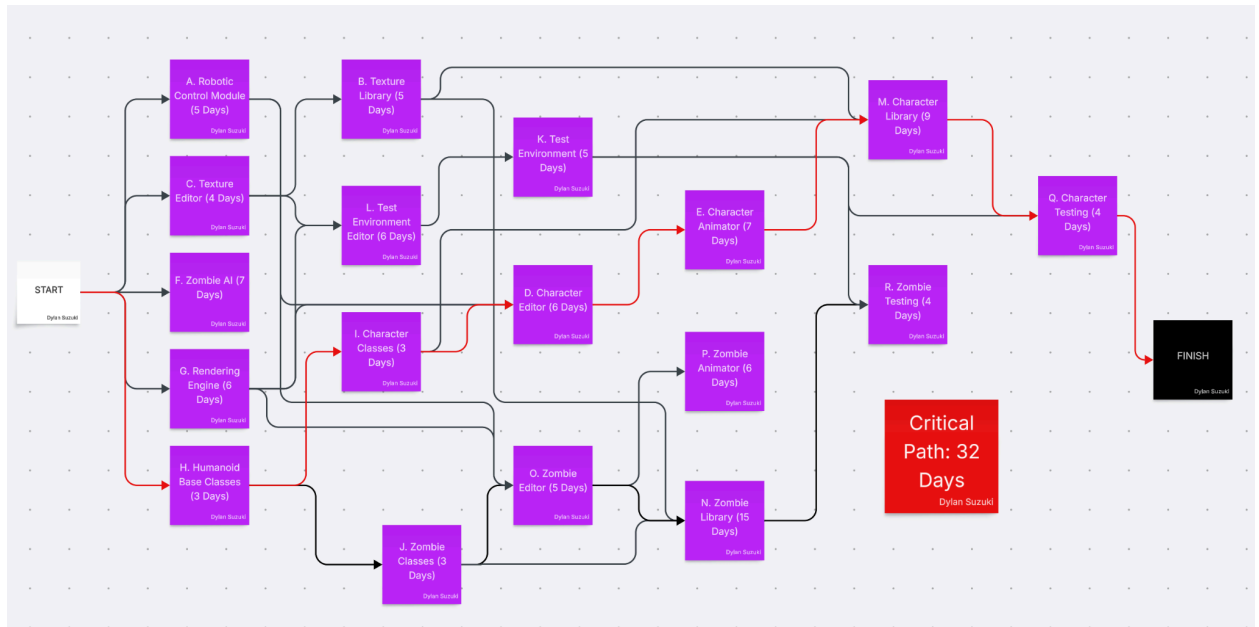 A. Robotic
Control Module
(5 Days)
Dylan Suzuki
B. Texture
Library (5
Days)
Dylan Suzuki
M. Character
Library (9
Days)
Dylan Suzuki
K. Test
Environment (5
Days)
Dylan Suzuki
C. Texture
Editor (4 Days)
Dylan Suzuki
L. Test
Environment
Editor (6 Days)
Dylan Suzuki
E. Character
Animator (7
Days)
Dylan Suzuki
Q. Character
Testing (4
Days)
Dylan Suzuki
START
Dylan Suzuki
F. Zombie AI (7
Days)
Dylan Suzuki
D. Character
Editor (6 Days)
Dylan Suzuki
R. Zombie
Testing (4
Days)
Dylan Suzuki
I. Character
Classes (3
Days)
Dylan Suzuki
P. Zombie
Animator (6
Days)
Dylan Suzuki
FINISH
Dylan Suzuki
G. Rendering
Engine (6
Days)
Dylan Suzuki
Critical
Path: 32
Days
Dylan Suzuki
H. Humanoid
Base Classes
(3 Days)
Dylan Suzuki
O. Zombie
Editor (5 Days)
Dylan Suzuki
N. Zombie
Library (15
Days)
Dylan Suzuki
J. Zombie
Classes (3
Days)
Dylan Suzuki